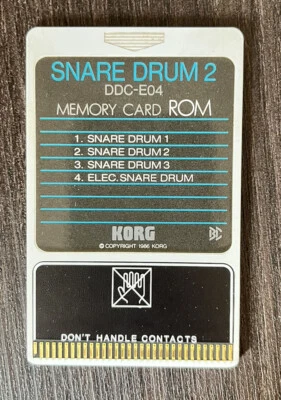 SNARE DRUM 2
DDC-E04
MEMORY CARD ROM
1. SNARE DRUM 1
2. SNARE DRUM 2
3. SNARE DRUM 3
4. ELEC. SNARE DRUM
KORG
© COPYRIGHT 1986 KORG
DON'T HANDLE CONTACTS